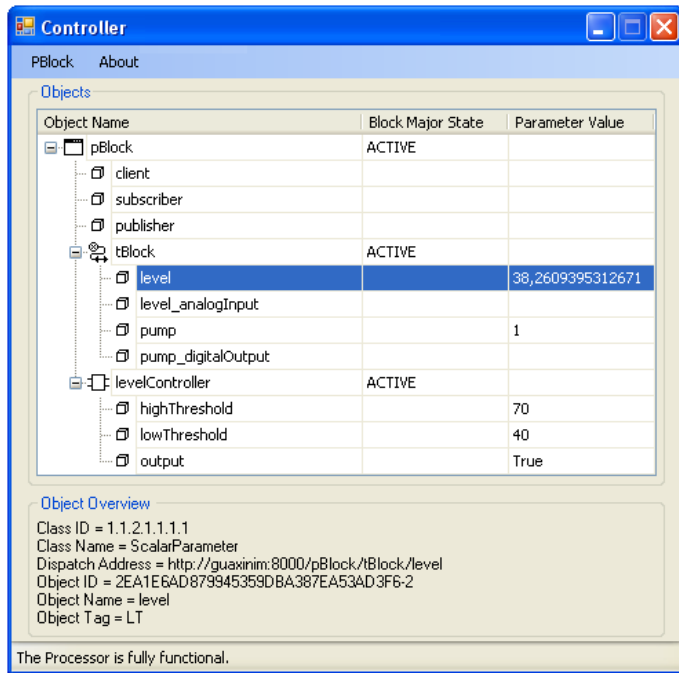 Controller
PBlock About
Objects
Object Name Block Major State Parameter Value
pBlock ACTIVE
client
subscriber
publisher
tBlock ACTIVE
level 38,2609395312671
level_analogInput
pump 1
pump_digitalOutput
levelController ACTIVE
highThreshold 70
lowThreshold 40
output True
Object Overview
Class ID = 1.1.2.1.1.1.1
Class Name = ScalarParameter
Dispatch Address = http://guaxinim:8000/pBlock/tBlock/level
Object ID = 2EA1E6AD879945359DBA387EA53AD3F6-2
Object Name = level
Object Tag = LT
The Processor is fully functional.